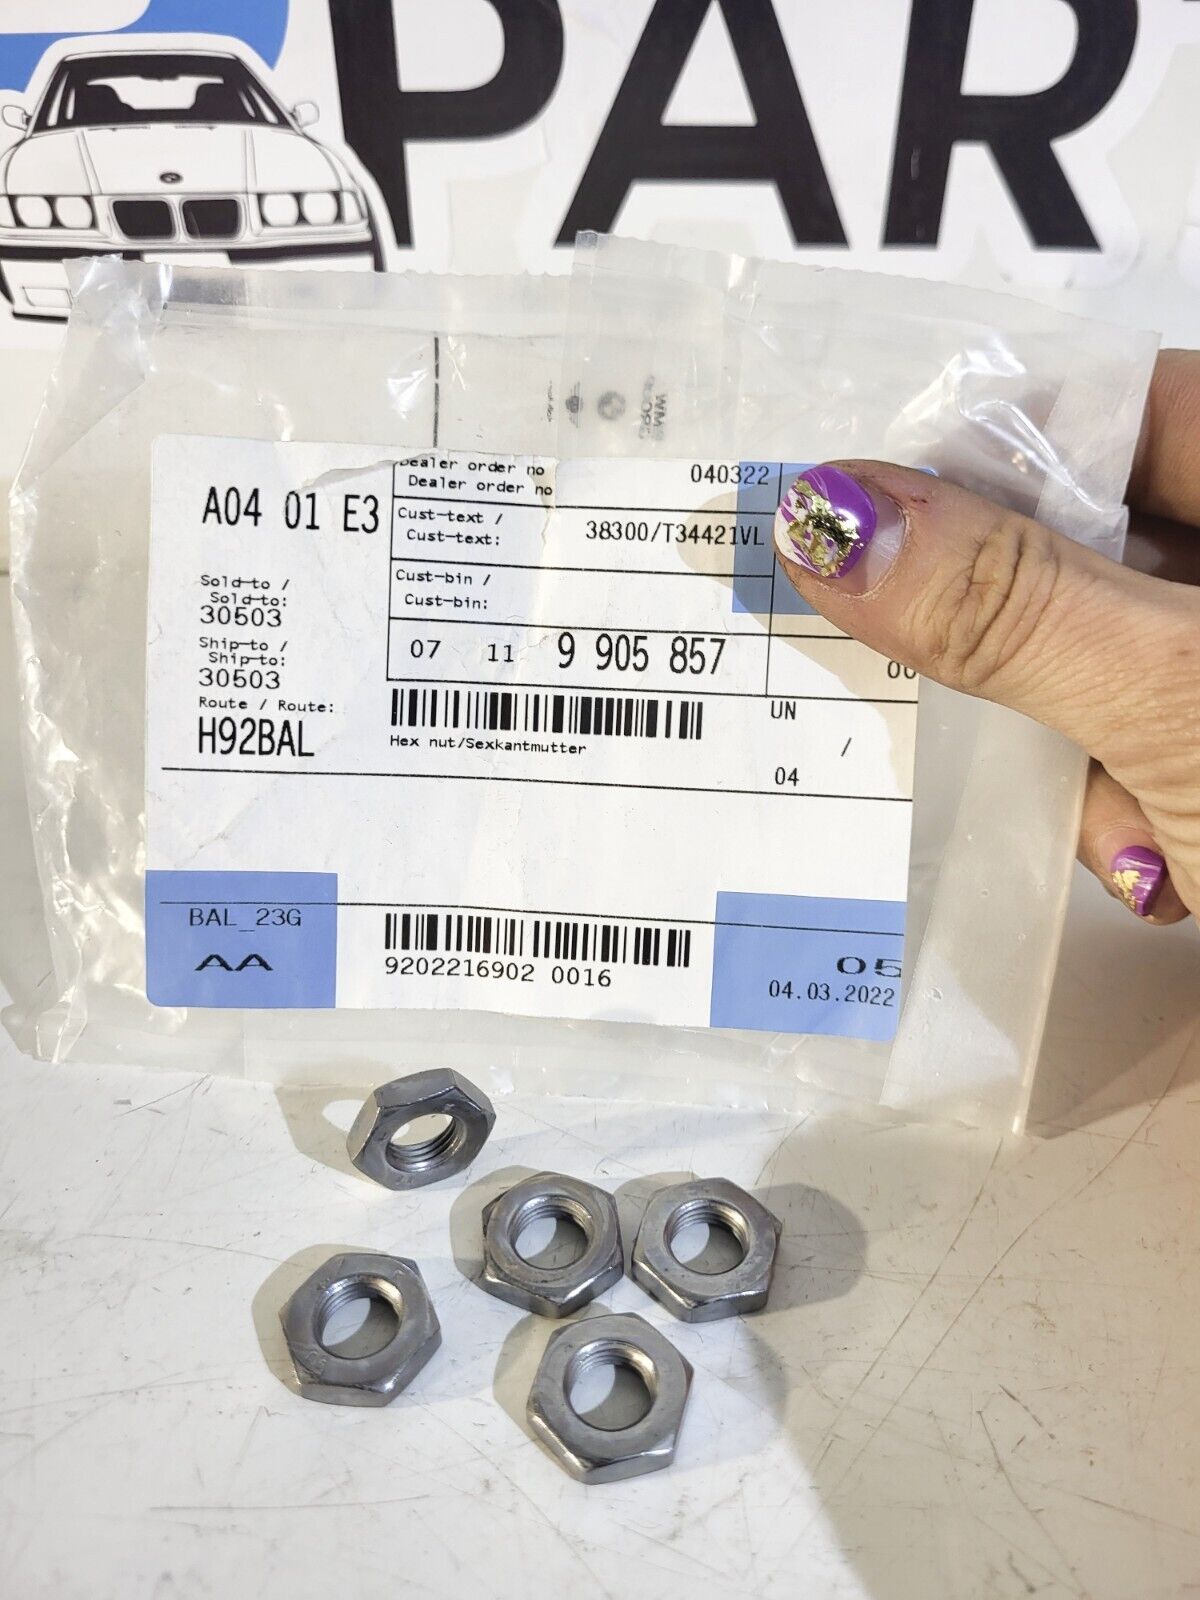 PART
Dealer order no
Dealer order no
040322
A04 01 E3
Cust-text /
Cust-text:
38300/T34421VL
Sold-to /
Sold-to:
30503
Cust-bin /
Cust-bin:
Ship-to /
Ship-to:
30503
07 11 9 905 857
Route / Route:
H92BAL
UN
/
Hex nut/Sexkantmutter
04
BAL_23G
AA
9202216902 0016
05
04.03.2022